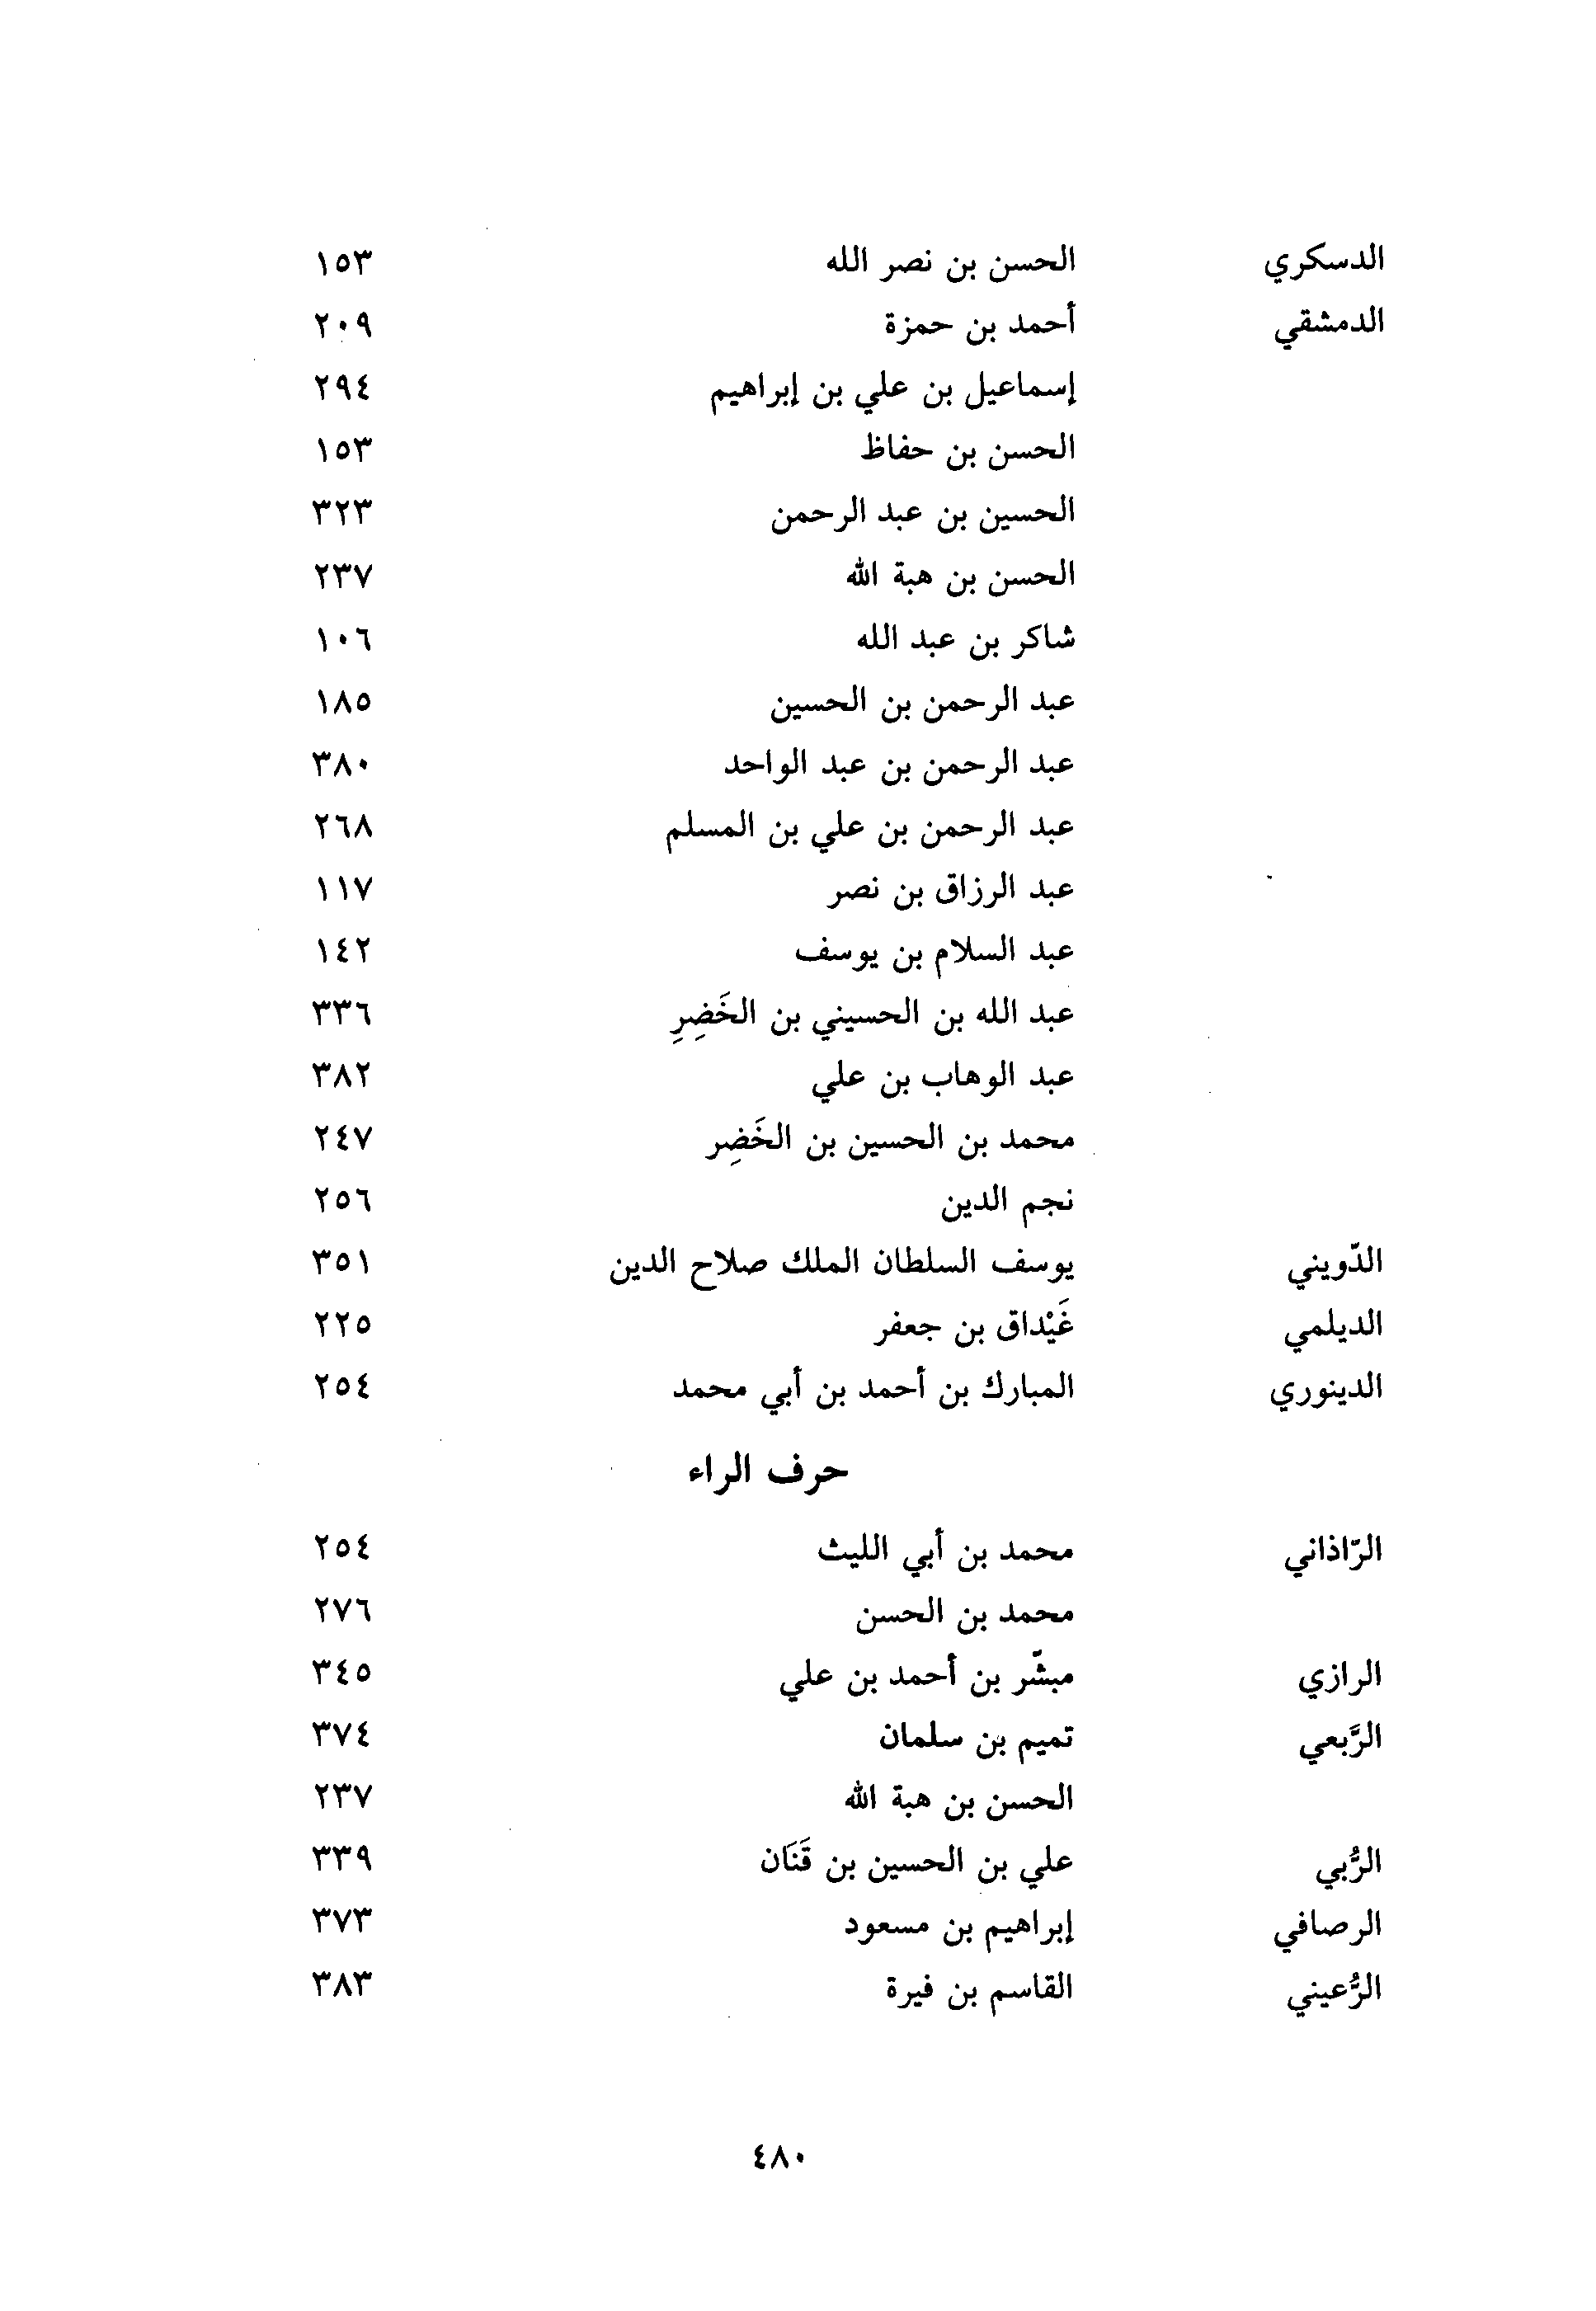 الدسكري الحسن بن نصر الله ١٥٣
الدمشقي أحمد بن حمزة ٢٠٩
إسماعيل بن علي بن إبراهيم ٢٩٤
الحسن بن حفاظ ١٥٣
الحسين بن عبد الرحمن ٣٢٣
الحسن بن هبة الله ٢٣٧
شاكر بن عبد الله ١٠٦
عبد الرحمن بن الحسين ١٨٥
عبد الرحمن بن عبد الواحد ٣٨٠
عبد الرحمن بن علي بن المسلم ٢٦٨
عبد الرزاق بن نصر ١١٧
عبد السلام بن يوسف ١٤٢
عبد الله بن الحسيني بن الخَضِرِ ٣٣٦
عبد الوهاب بن علي ٣٨٢
محمد بن الحسين بن الخَضِر ٢٤٧
نجم الدين ٢٥٦
الدّويني يوسف السلطان الملك صلاح الدين ٣٥١
الديلمي غَيْداق بن جعفر ٢٢٥
الدينوري المبارك بن أحمد بن أبي محمد ٢٥٤
حرف الراء
الرّاذاني محمد بن أبي الليث ٢٥٤
محمد بن الحسن ٢٧٦
الرازي مبشّر بن أحمد بن علي ٣٤٥
الرَّبعي تميم بن سلمان ٣٧٤
الحسن بن هبة الله ٢٣٧
الرُّبي علي بن الحسين بن قَنَان ٣٣٩
الرصافي إبراهيم بن مسعود ٣٧٣
الرُّعيني القاسم بن فيرة ٣٨٣
٤٨٠